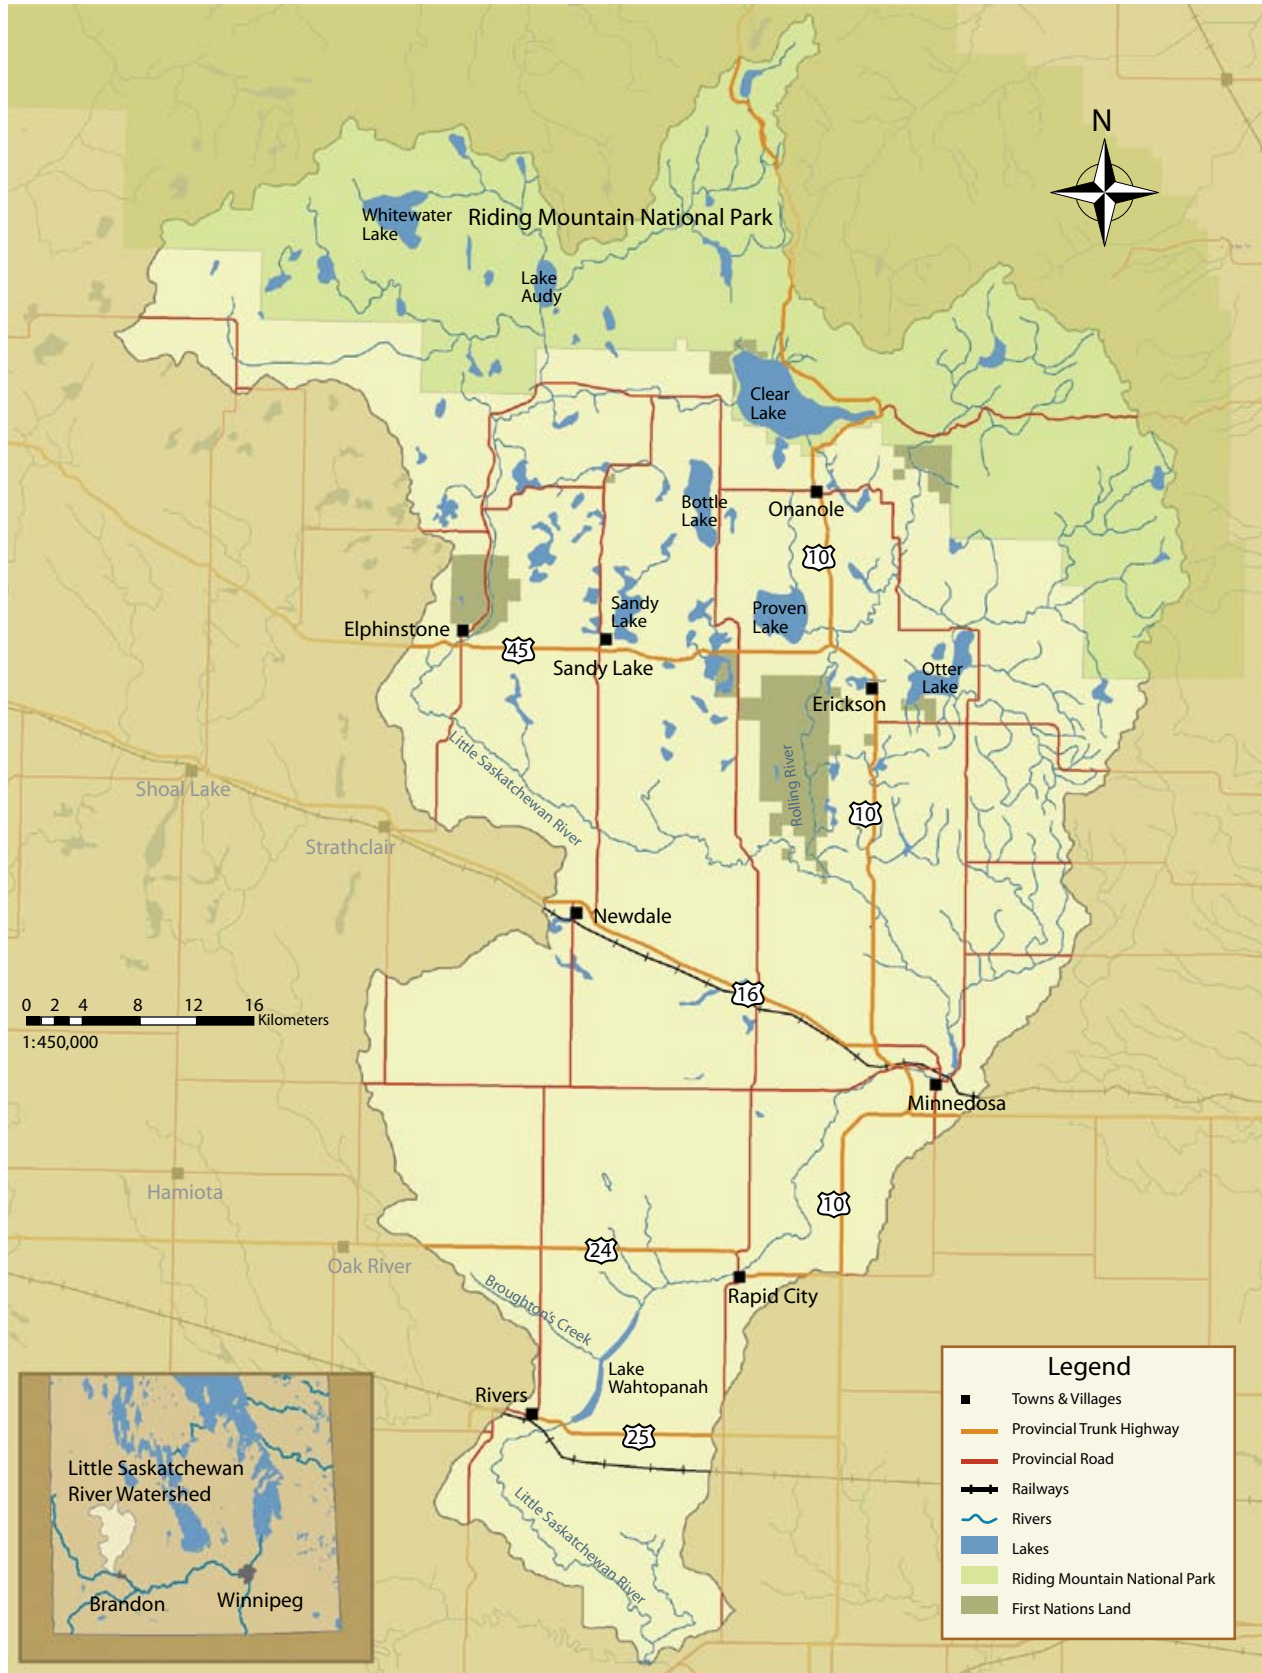 N
Whitewater
Lake
Riding Mountain National Park
Lake
Audy
Clear
Lake
Bottle
Lake
Onanole
10
Sandy
Lake
Proven
Lake
Elphinstone
45
Sandy Lake
Otter
Lake
Erickson
Little Saskatchewan River
Rolling River
Shoal Lake
10
Strathclair
Newdale
16
0 2 4 8 12 16
Kilometers
1:450,000
Minnedosa
Hamiota
10
24
Oak River
Rapid City
Broughton's Creek
Lake
Wahtopanah
Rivers
25
Little Saskatchewan River
Little Saskatchewan
River Watershed
Brandon
Winnipeg
Legend
Towns & Villages
Provincial Trunk Highway
Provincial Road
Railways
Rivers
Lakes
Riding Mountain National Park
First Nations Land